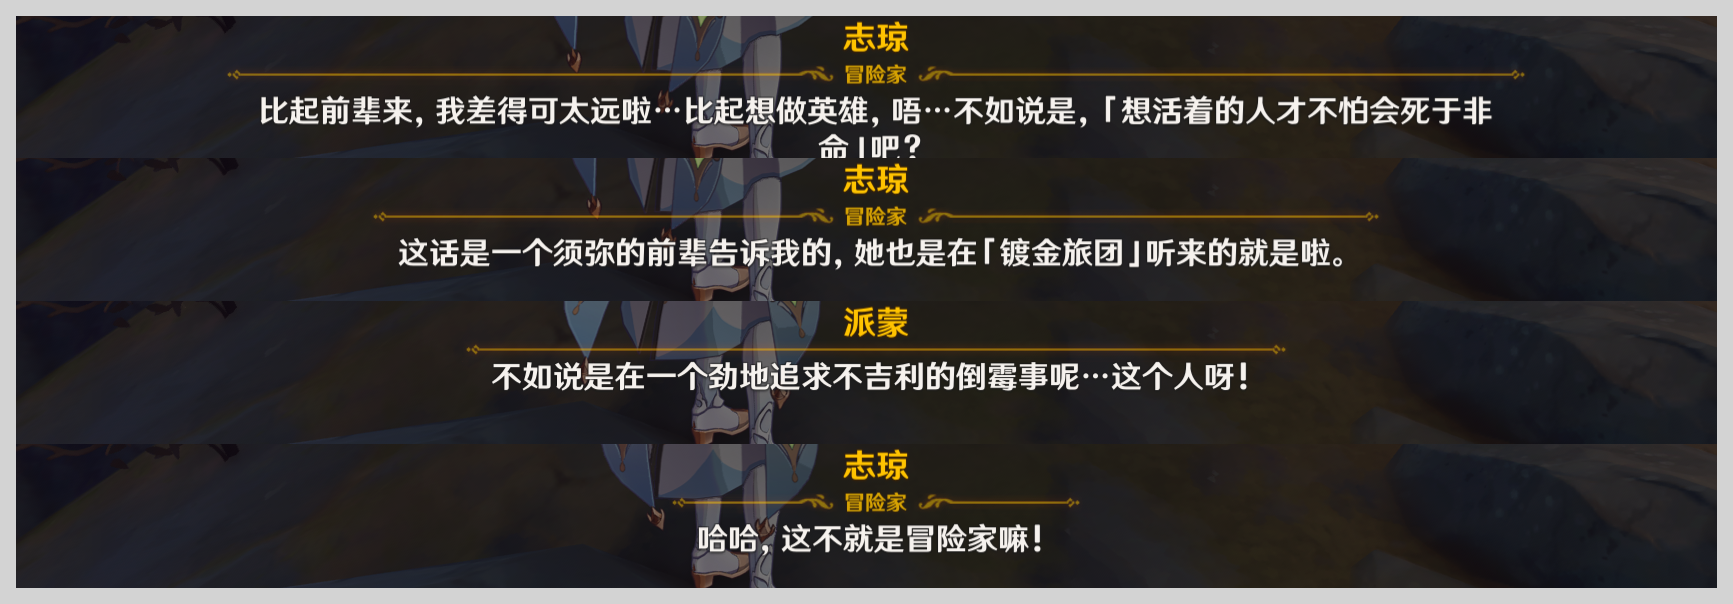 志琼
冒险家
比起前辈来，我差得可太远啦…比起想做英雄，唔…不如说是，「想活着的人才不怕会死于非
命」吧？
志琼
冒险家
这话是一个须弥的前辈告诉我的，她也是在「镀金旅团」听来的就是啦。
派蒙
不如说是在一个劲地追求不吉利的倒霉事呢…这个人呀！
志琼
冒险家
哈哈，这不就是冒险家嘛！